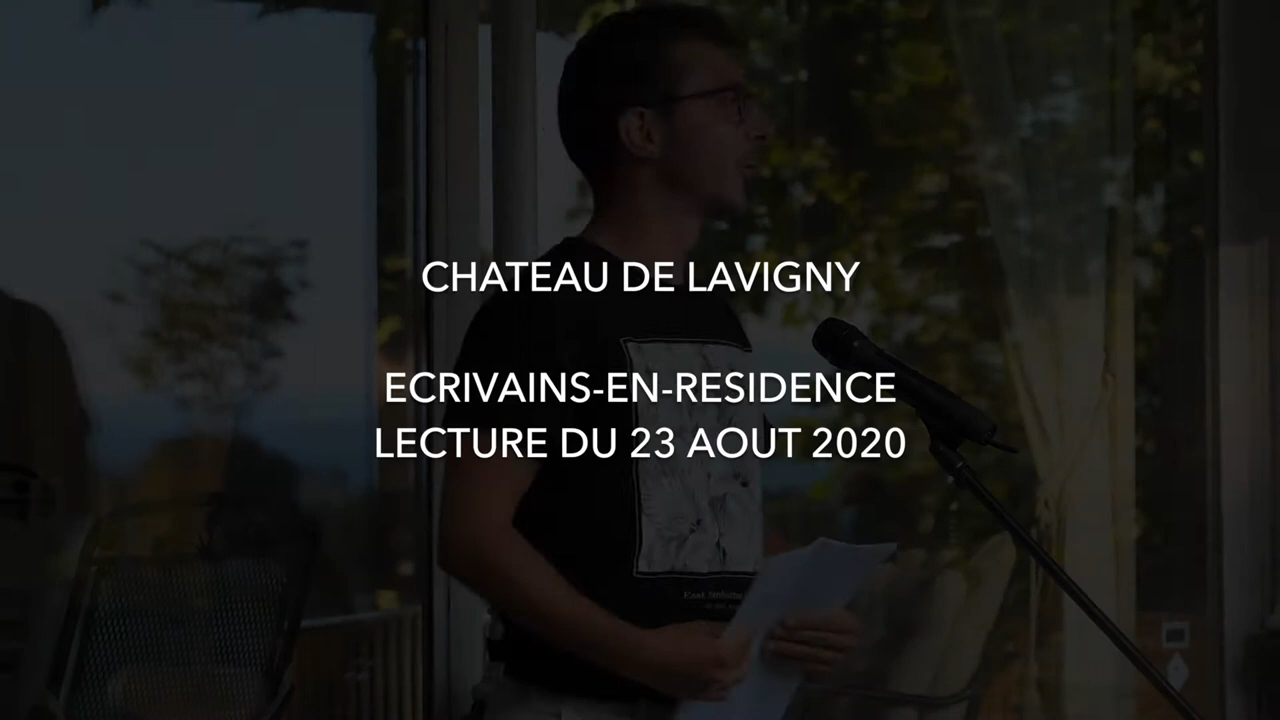 CHATEAU DE LAVIGNY
ECRIVAINS-EN-RESIDENCE
LECTURE DU 23 AOUT 2020